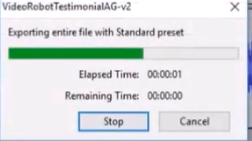 VideoRobotTestimonialAG-v2
Exporting entire file with Standard preset
Elapsed Time: 00:00:01
Remaining Time: 00:00:00
Stop Cancel